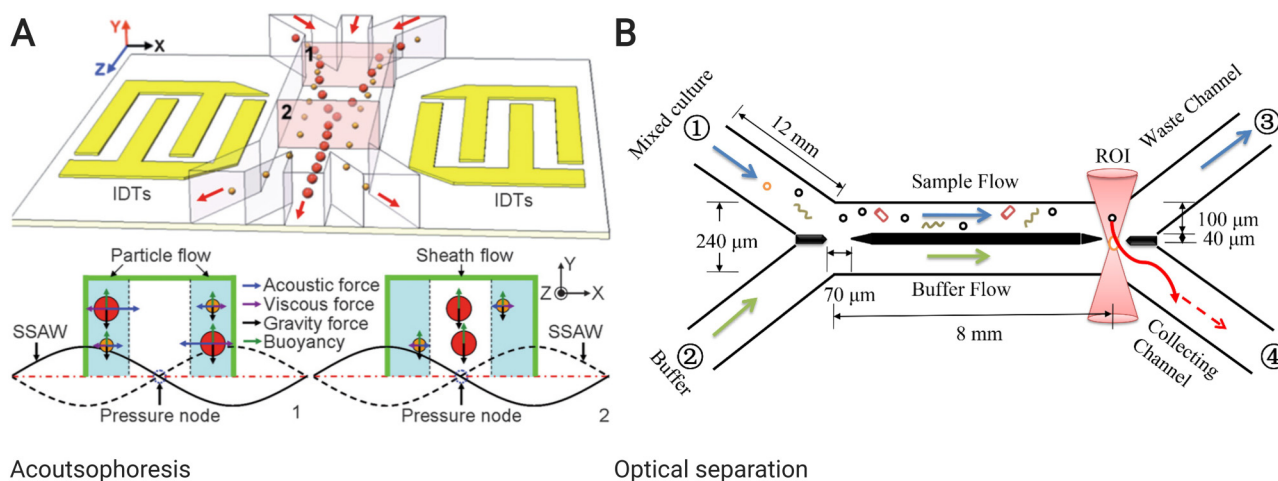 A
Y
X
Z
1
2
IDTs
IDTs
Particle flow
Acoustic force
Viscous force
Gravity force
Buoyancy
SSAW
Pressure node
1
Sheath flow
Y
Z
X
SSAW
Pressure node
2
Acoutsophoresis
B
Mixed culture
①
12 mm
Sample Flow
ROI
Waste Channel
③
240 μm
100 μm
40 μm
70 μm
Buffer Flow
8 mm
②
Buffer
Collecting
Channel
④
Optical separation